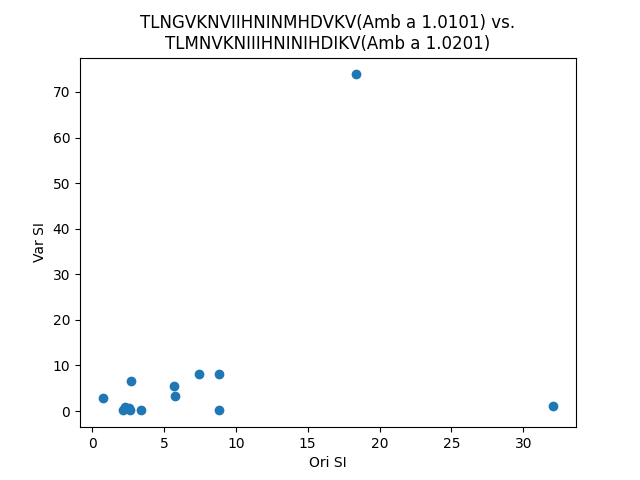 TLNGVKNVIIHNINMHDVKV(Amb a 1.0101) vs.
TLMNVKNIIIHNINIHDIKV(Amb a 1.0201)
70
60
50
40
30
20
10
0
Var SI
0 5 10 15 20 25 30
Ori SI